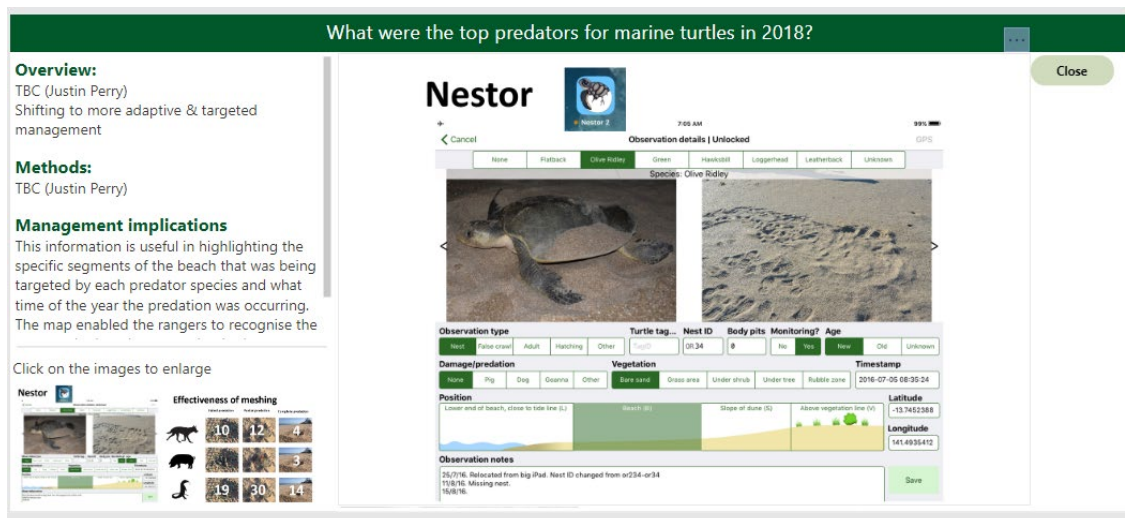 What were the top predators for marine turtles in 2018?
...
Close
Overview:
TBC (Justin Perry)
Shifting to more adaptive & targeted
management
Methods:
TBC (Justin Perry)
Management implications
This information is useful in highlighting the
specific segments of the beach that was being
targeted by each predator species and what
time of the year the predation was occurring.
The map enabled the rangers to recognise the
Click on the images to enlarge
Nestor
Effectiveness of meshing
10 12 4
3
19 30 14
Nestor
Nestor 2
7:05 AM
99%
Cancel
Observation details | Unlocked
GPS
None Flatback Olive Ridley Green Hawksbill Loggerhead Leatherback Unknown
Species: Olive Ridley
Observation type Turtle tag... Nest ID Body pits Monitoring? Age
Nest False crawl Adult Hatching Other TagID OR34 0 No Yes New Old Unknown
Damage/predation Vegetation Timestamp
None Pig Dog Goanna Other Bare sand Grass area Under shrub Under tree Rubble zone 2016-07-05 08:35:24
Position Latitude
Lower end of beach, close to tide line (L) Beach (B) Slope of dune (S) Above vegetation line (V) -13.7452388
Longitude
141.4935412
Observation notes
25/7/16. Relocated from big iPad. Nest ID changed from or234-or34
11/8/16. Missing nest.
15/8/16.
Save